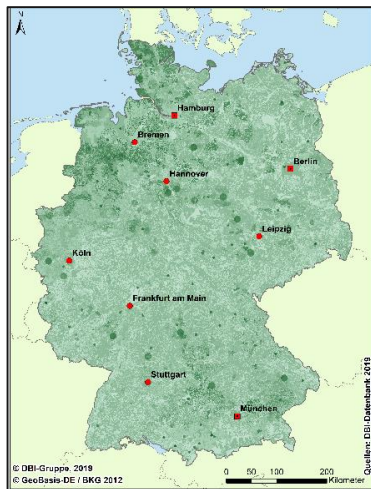 Hamburg
Bremen
Berlin
Hannover
Leipzig
Köln
Frankfurt am Main
Stuttgart
München
Quellen: DBI-Datenbank 2019
© DBI-Gruppe, 2019
© GeoBasis-DE / BKG 2012
0 50 100 200
Kilometer